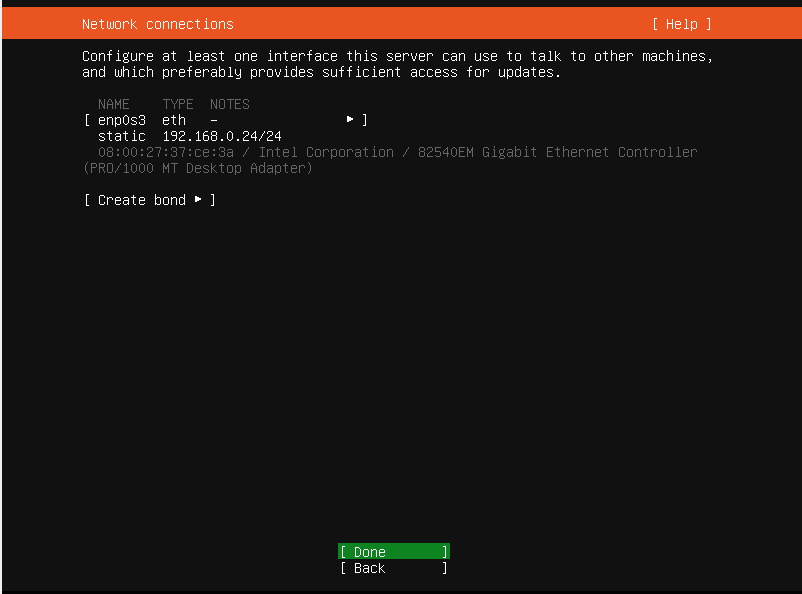 Network connections [ Help ]
Configure at least one interface this server can use to talk to other machines,
and which preferably provides sufficient access for updates.
NAME TYPE NOTES
[ enp0s3 eth – ▸ ]
static 192.168.0.24/24
08:00:27:37:ce:3a / Intel Corporation / 82540EM Gigabit Ethernet Controller
(PRO/1000 MT Desktop Adapter)
[ Create bond ▸ ]
[ Done ]
[ Back ]